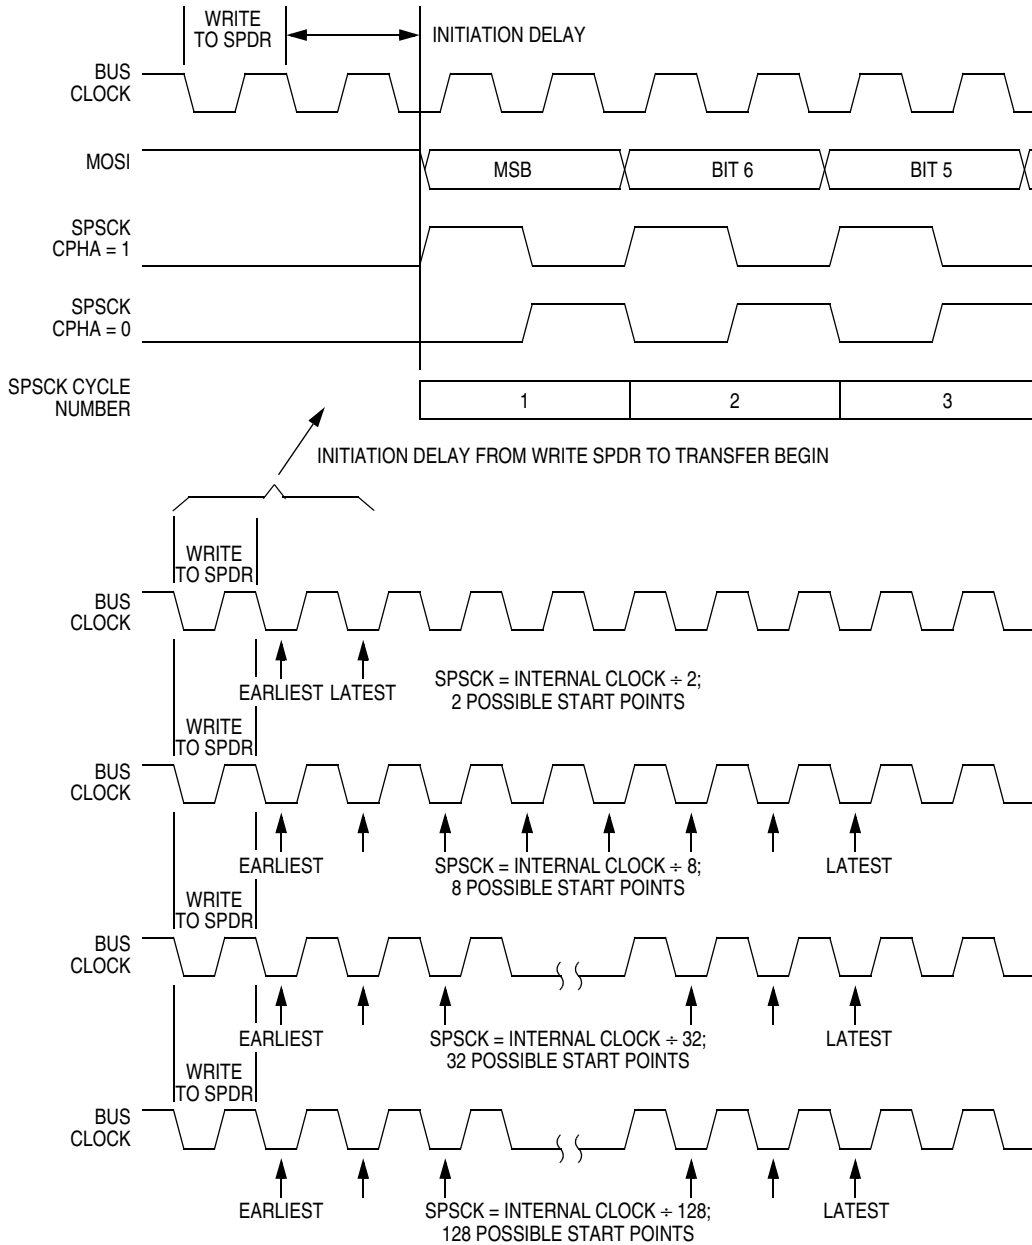 WRITE
TO SPDR
INITIATION DELAY
BUS
CLOCK
MOSI
MSB
BIT 6
BIT 5
SPSCK
CPHA = 1
SPSCK
CPHA = 0
SPSCK CYCLE
NUMBER
1
2
3
INITIATION DELAY FROM WRITE SPDR TO TRANSFER BEGIN
WRITE
TO SPDR
BUS
CLOCK
EARLIEST
LATEST
SPSCK = INTERNAL CLOCK ÷ 2;
2 POSSIBLE START POINTS
WRITE
TO SPDR
BUS
CLOCK
EARLIEST
SPSCK = INTERNAL CLOCK ÷ 8;
8 POSSIBLE START POINTS
LATEST
WRITE
TO SPDR
BUS
CLOCK
EARLIEST
SPSCK = INTERNAL CLOCK ÷ 32;
32 POSSIBLE START POINTS
LATEST
WRITE
TO SPDR
BUS
CLOCK
EARLIEST
SPSCK = INTERNAL CLOCK ÷ 128;
128 POSSIBLE START POINTS
LATEST